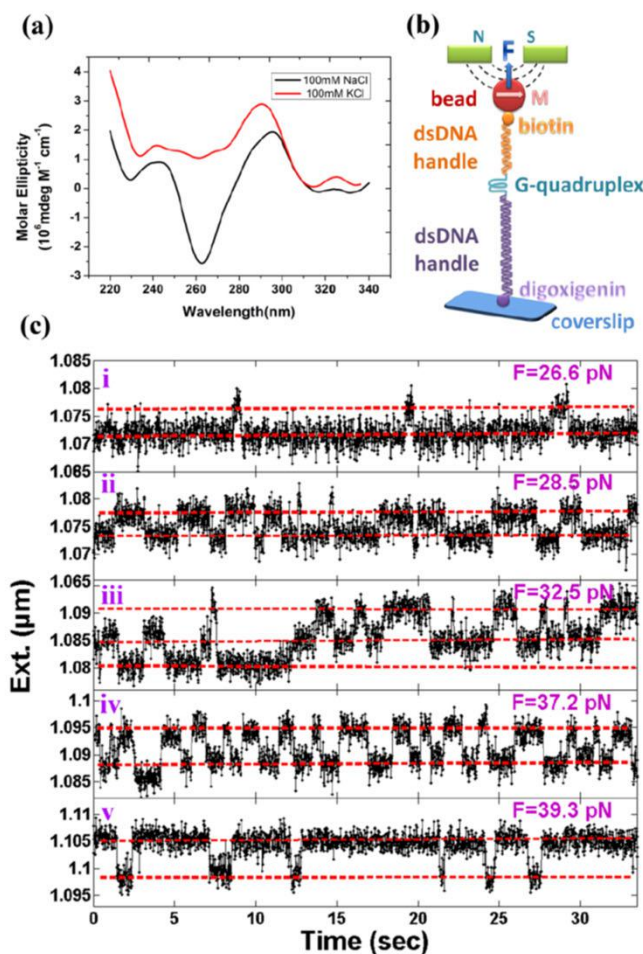 (a)
100mM NaCl
100mM KCl
Molar Ellipticity
(10⁶mdeg M⁻¹ cm⁻¹)
4
3
2
1
0
-1
-2
-3
220 240 260 280 300 320 340
Wavelength(nm)
(b)
N S
F
bead M
biotin
dsDNA
handle
G-quadruplex
dsDNA
handle
digoxigenin
coverslip
(c)
Ext. (μm)
1.085
i
F=26.6 pN
1.08
1.075
1.07
1.085
ii
F=28.5 pN
1.08
1.075
1.07
1.065
iii
F=32.5 pN
1.09
1.085
1.08
1.1
iv
F=37.2 pN
1.095
1.09
1.085
1.11
v
F=39.3 pN
1.105
1.1
1.095
0 5 10 15 20 25 30
Time (sec)